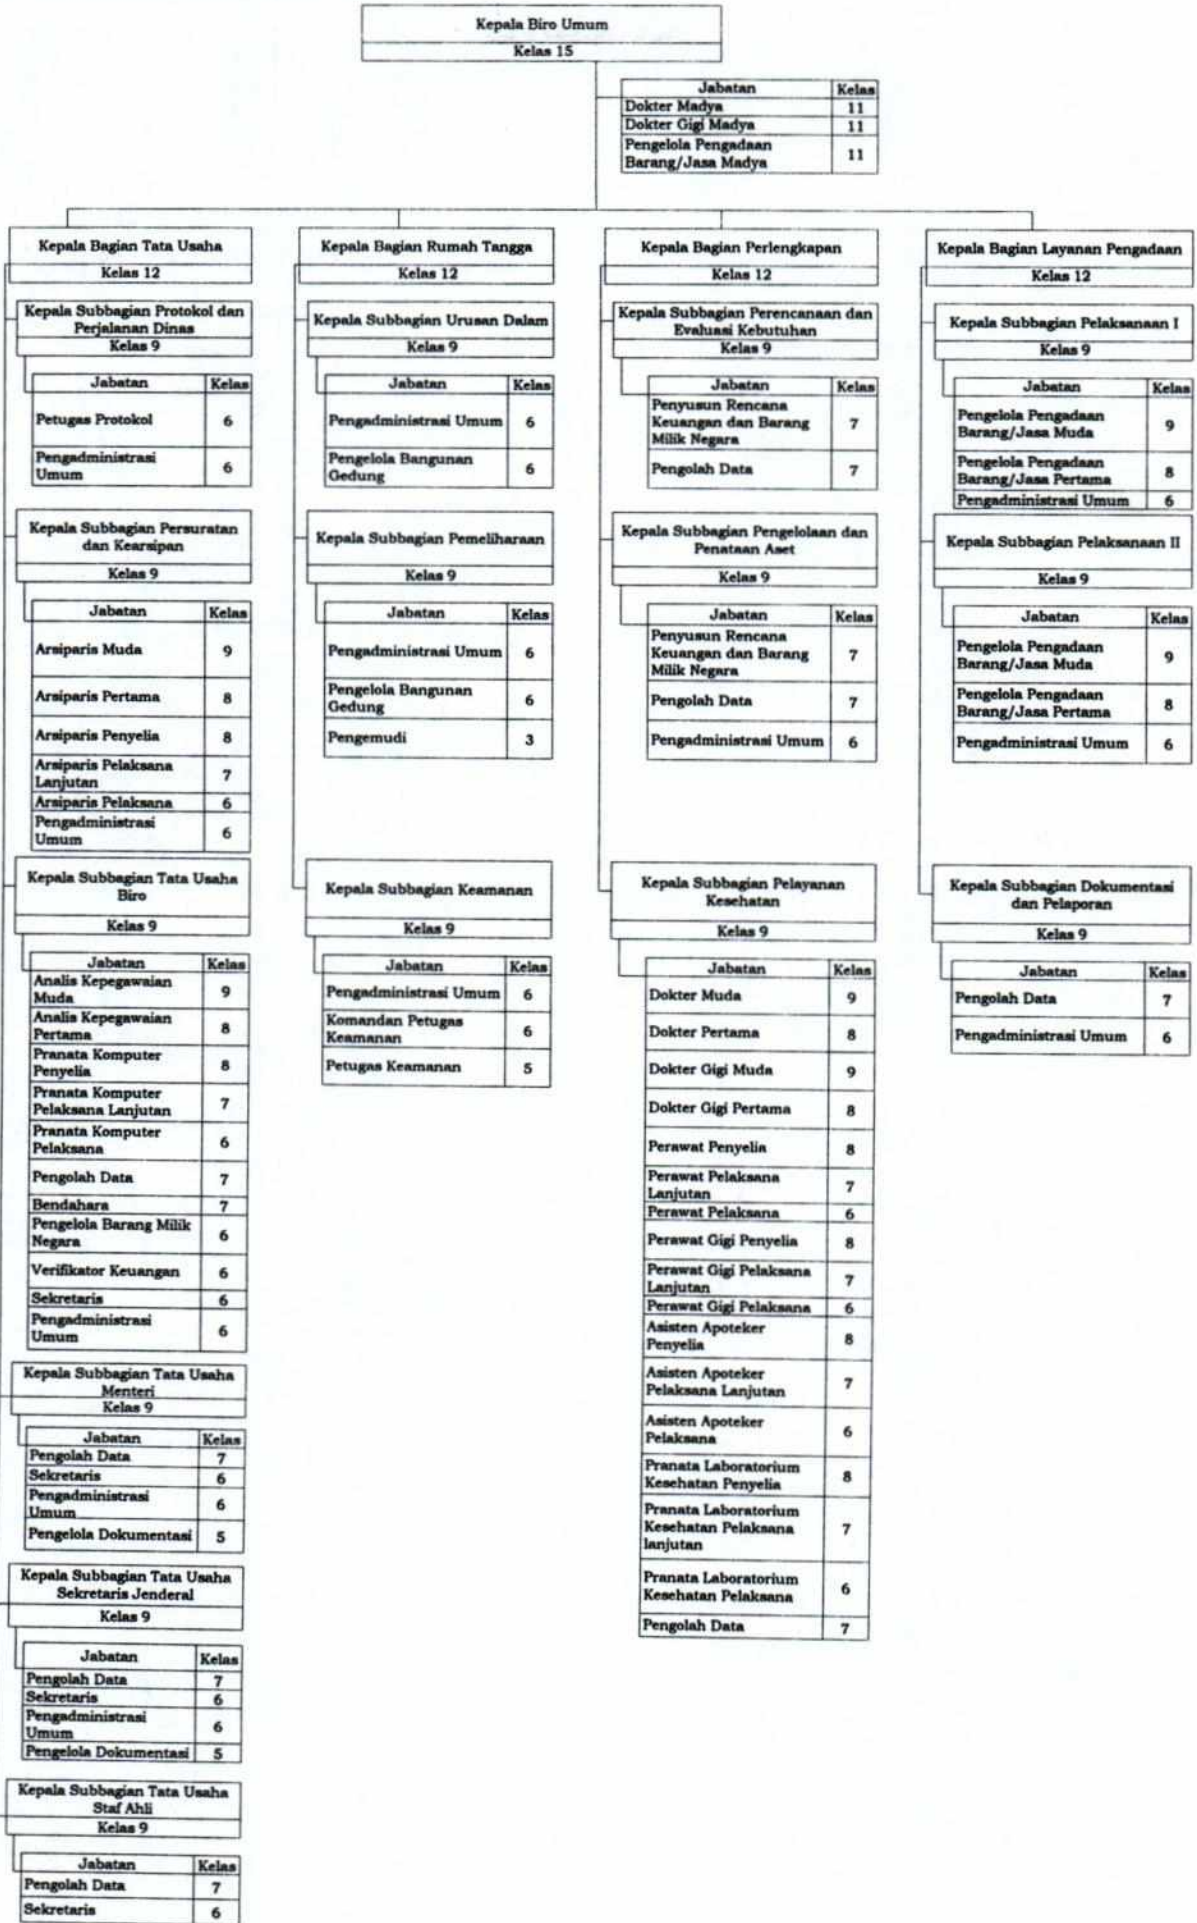 Kepala Biro Umum
Kelas 15
Jabatan Kelas
Dokter Madya 11
Dokter Gigi Madya 11
Pengelola Pengadaan
Barang/Jasa Madya 11
Kepala Bagian Tata Usaha
Kelas 12
Kepala Subbagian Protokol dan
Perjalanan Dinas
Kelas 9
Jabatan Kelas
Petugas Protokol 6
Pengadministrasi
Umum 6
Kepala Subbagian Persuratan
dan Kearsipan
Kelas 9
Jabatan Kelas
Arsiparis Muda 9
Arsiparis Pertama 8
Arsiparis Penyelia 8
Arsiparis Pelaksana
Lanjutan 7
Arsiparis Pelaksana 6
Pengadministrasi
Umum 6
Kepala Subbagian Tata Usaha
Biro
Kelas 9
Jabatan Kelas
Analis Kepegawaian
Muda 9
Analis Kepegawaian
Pertama 8
Pranata Komputer
Penyelia 8
Pranata Komputer
Pelaksana Lanjutan 7
Pranata Komputer
Pelaksana 6
Pengolah Data 7
Bendahara 7
Pengelola Barang Milik
Negara 6
Verifikator Keuangan 6
Sekretaris 6
Pengadministrasi
Umum 6
Kepala Subbagian Tata Usaha
Menteri
Kelas 9
Jabatan Kelas
Pengolah Data 7
Sekretaris 6
Pengadministrasi
Umum 6
Pengelola Dokumentasi 5
Kepala Subbagian Tata Usaha
Sekretaris Jenderal
Kelas 9
Jabatan Kelas
Pengolah Data 7
Sekretaris 6
Pengadministrasi
Umum 6
Pengelola Dokumentasi 5
Kepala Subbagian Tata Usaha
Staf Ahli
Kelas 9
Jabatan Kelas
Pengolah Data 7
Sekretaris 6
Kepala Bagian Rumah Tangga
Kelas 12
Kepala Subbagian Urusan Dalam
Kelas 9
Jabatan Kelas
Pengadministrasi Umum 6
Pengelola Bangunan
Gedung 6
Kepala Subbagian Pemeliharaan
Kelas 9
Jabatan Kelas
Pengadministrasi Umum 6
Pengelola Bangunan
Gedung 6
Pengemudi 3
Kepala Subbagian Keamanan
Kelas 9
Jabatan Kelas
Pengadministrasi Umum 6
Komandan Petugas
Keamanan 6
Petugas Keamanan 5
Kepala Bagian Perlengkapan
Kelas 12
Kepala Subbagian Perencanaan dan
Evaluasi Kebutuhan
Kelas 9
Jabatan Kelas
Penyusun Rencana
Keuangan dan Barang
Milik Negara 7
Pengolah Data 7
Kepala Subbagian Pengelolaan dan
Penataan Aset
Kelas 9
Jabatan Kelas
Penyusun Rencana
Keuangan dan Barang
Milik Negara 7
Pengolah Data 7
Pengadministrasi Umum 6
Kepala Subbagian Pelayanan
Kesehatan
Kelas 9
Jabatan Kelas
Dokter Muda 9
Dokter Pertama 8
Dokter Gigi Muda 9
Dokter Gigi Pertama 8
Perawat Penyelia 8
Perawat Pelaksana
Lanjutan 7
Perawat Pelaksana 6
Perawat Gigi Penyelia 8
Perawat Gigi Pelaksana
Lanjutan 7
Perawat Gigi Pelaksana 6
Asisten Apoteker
Penyelia 8
Asisten Apoteker
Pelaksana Lanjutan 7
Asisten Apoteker
Pelaksana 6
Pranata Laboratorium
Kesehatan Penyelia 8
Pranata Laboratorium
Kesehatan Pelaksana
lanjutan 7
Pranata Laboratorium
Kesehatan Pelaksana 6
Pengolah Data 7
Kepala Bagian Layanan Pengadaan
Kelas 12
Kepala Subbagian Pelaksanaan I
Kelas 9
Jabatan Kelas
Pengelola Pengadaan
Barang/Jasa Muda 9
Pengelola Pengadaan
Barang/Jasa Pertama 8
Pengadministrasi Umum 6
Kepala Subbagian Pelaksanaan II
Kelas 9
Jabatan Kelas
Pengelola Pengadaan
Barang/Jasa Muda 9
Pengelola Pengadaan
Barang/Jasa Pertama 8
Pengadministrasi Umum 6
Kepala Subbagian Dokumentasi
dan Pelaporan
Kelas 9
Jabatan Kelas
Pengolah Data 7
Pengadministrasi Umum 6